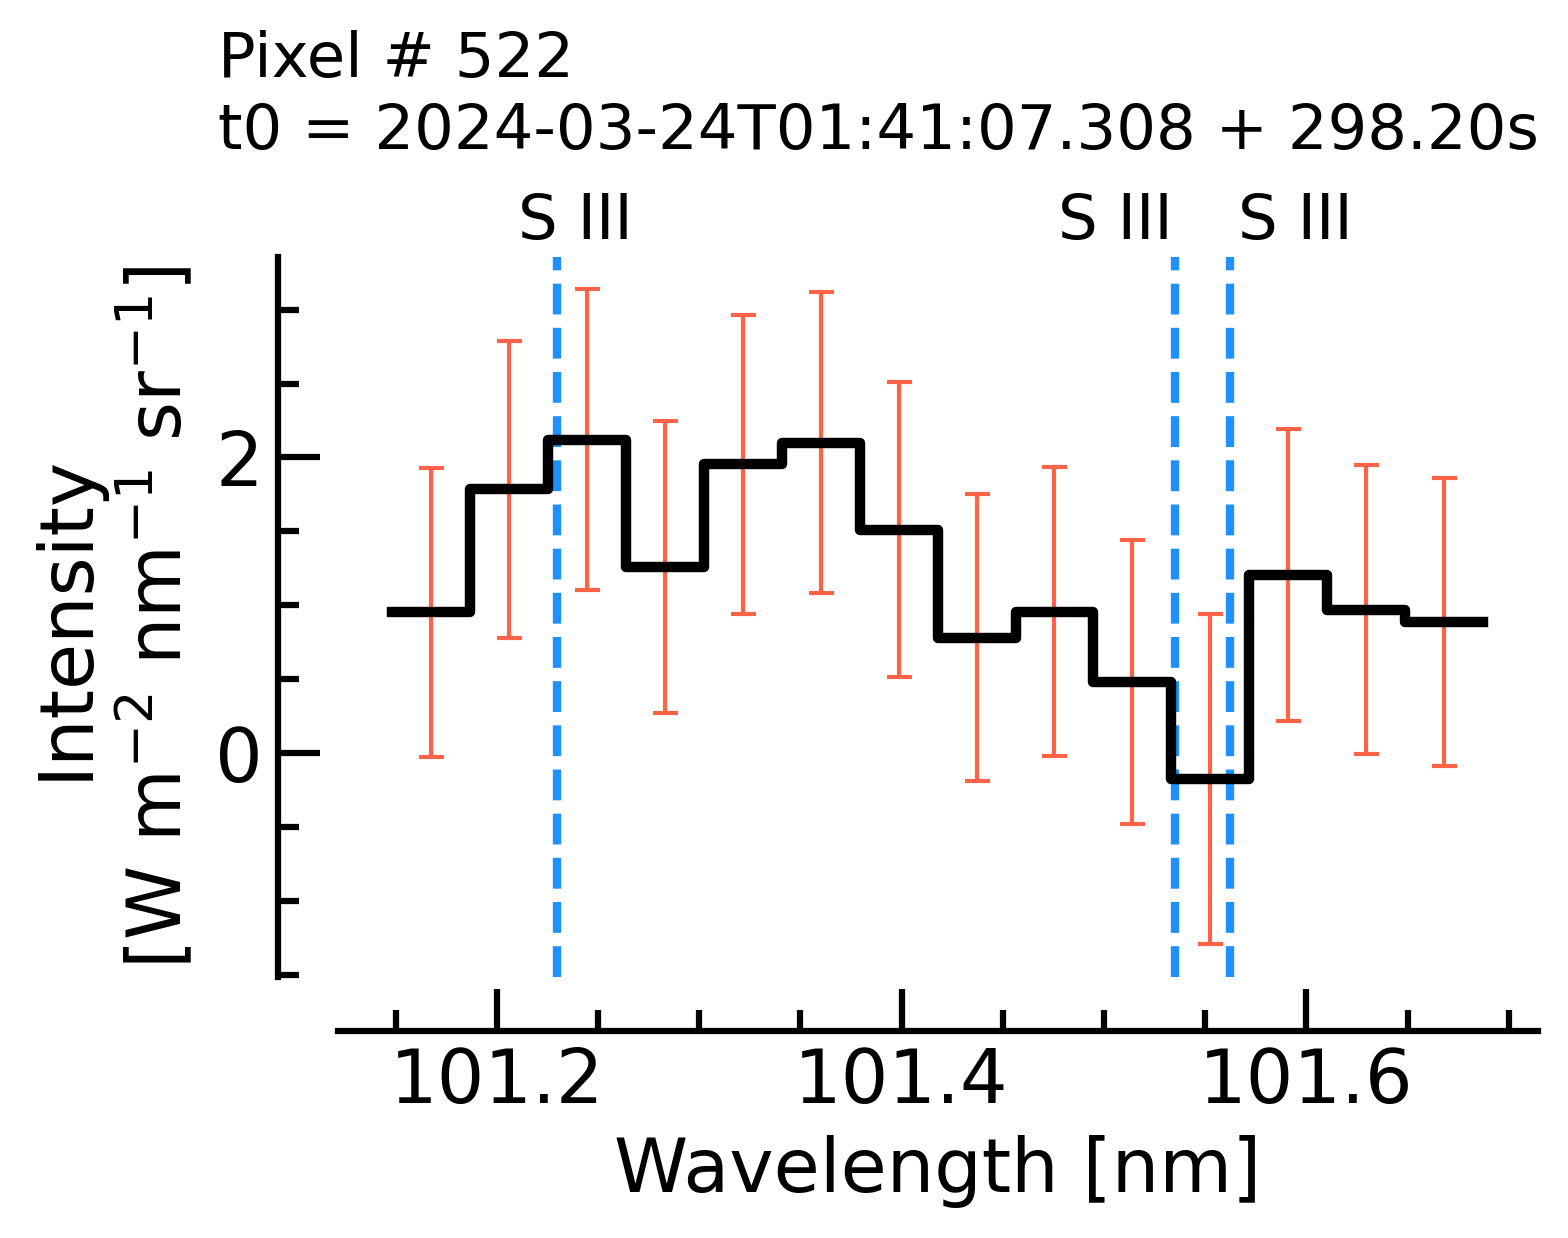 Pixel # 522
t0 = 2024-03-24T01:41:07.308 + 298.20s
S III S III S III
Intensity
[W m⁻² nm⁻¹ sr⁻¹]
2
0
101.2 101.4 101.6
Wavelength [nm]